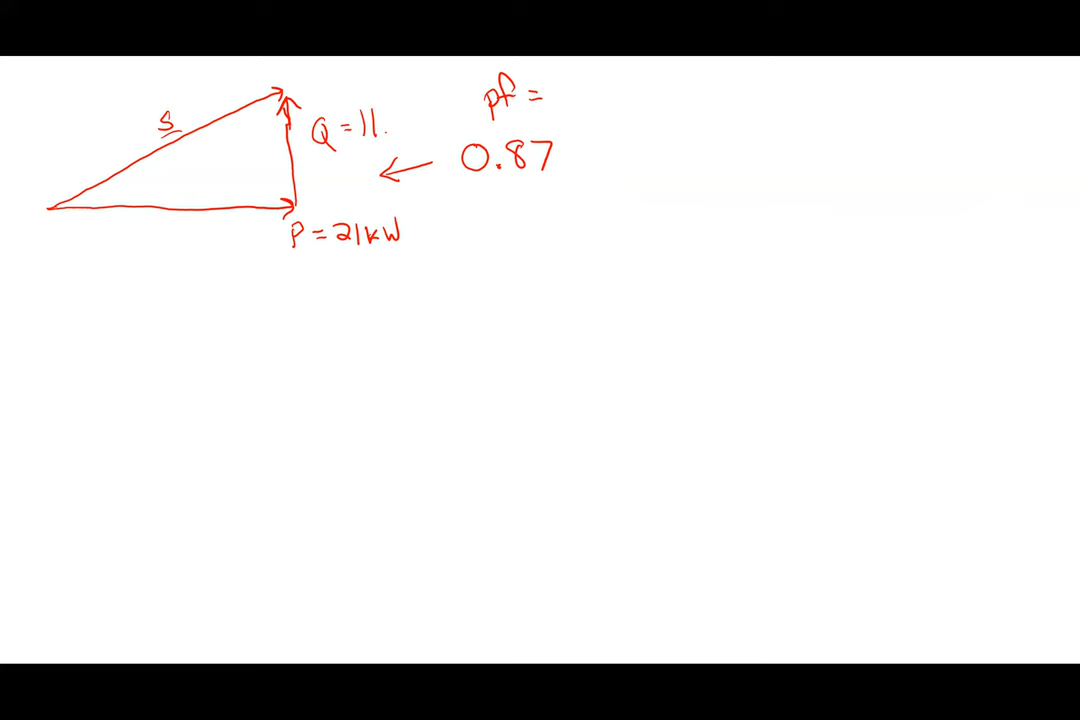 pf =
S
Q = 11.
0.87
P = 21kW